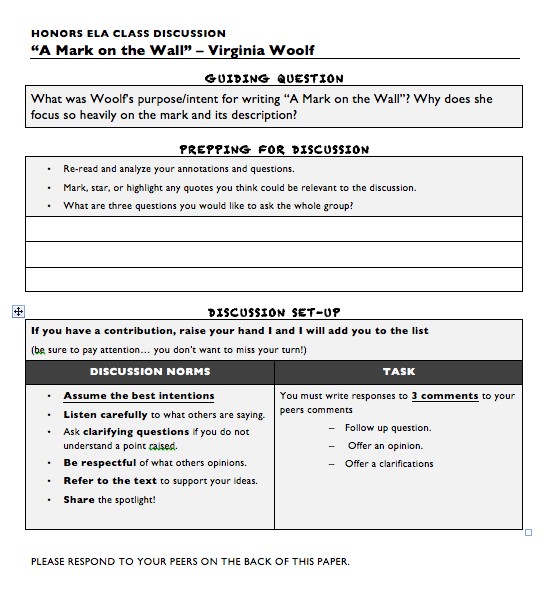 HONORS ELA CLASS DISCUSSION
“A Mark on the Wall” – Virginia Woolf
GUIDING QUESTION
What was Woolf's purpose/intent for writing “A Mark on the Wall”? Why does she
focus so heavily on the mark and its description?
PREPPING FOR DISCUSSION
• Re-read and analyze your annotations and questions.
• Mark, star, or highlight any quotes you think could be relevant to the discussion.
• What are three questions you would like to ask the whole group?
DISCUSSION SET-UP
If you have a contribution, raise your hand I and I will add you to the list
(be sure to pay attention... you don't want to miss your turn!)
DISCUSSION NORMS
• Assume the best intentions
• Listen carefully to what others are saying.
• Ask clarifying questions if you do not
understand a point raised.
• Be respectful of what others opinions.
• Refer to the text to support your ideas.
• Share the spotlight!
TASK
You must write responses to 3 comments to your
peers comments
– Follow up question.
– Offer an opinion.
– Offer a clarifications
PLEASE RESPOND TO YOUR PEERS ON THE BACK OF THIS PAPER.